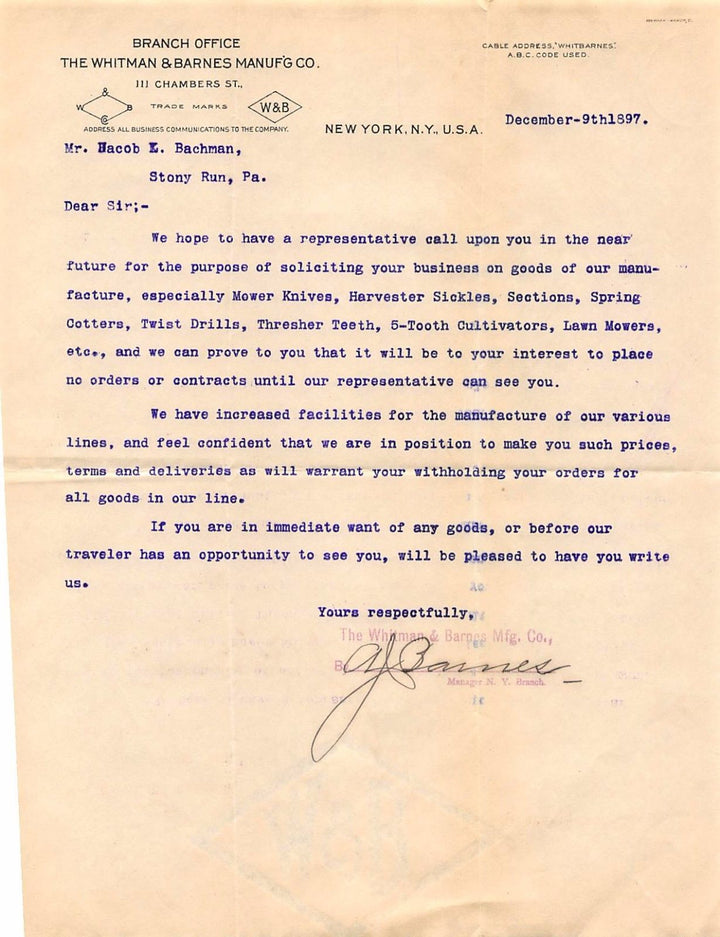 BRANCH OFFICE
THE WHITMAN & BARNES MANUF'G CO.
111 CHAMBERS ST.,
& W B Co TRADE MARKS W&B
ADDRESS ALL BUSINESS COMMUNICATIONS TO THE COMPANY.
CABLE ADDRESS, "WHITBARNES."
A.B.C. CODE USED.
NEW YORK, N.Y., U.S.A.
December-9th1897.
Mr. Hacob K. Bachman,
Stony Run, Pa.
Dear Sir;-
We hope to have a representative call upon you in the near
future for the purpose of soliciting your business on goods of our manu-
facture, especially Mower Knives, Harvester Sickles, Sections, Spring
Cotters, Twist Drills, Thresher Teeth, 5-Tooth Cultivators, Lawn Mowers,
etc., and we can prove to you that it will be to your interest to place
no orders or contracts until our representative can see you.
We have increased facilities for the manufacture of our various
lines, and feel confident that we are in position to make you such prices,
terms and deliveries as will warrant your withholding your orders for
all goods in our line.
If you are in immediate want of any goods, or before our
traveler has an opportunity to see you, will be pleased to have you write
us.
Yours respectfully,
The Whitman & Barnes Mfg. Co.,
A J Barnes
Manager N. Y. Branch.
W&B